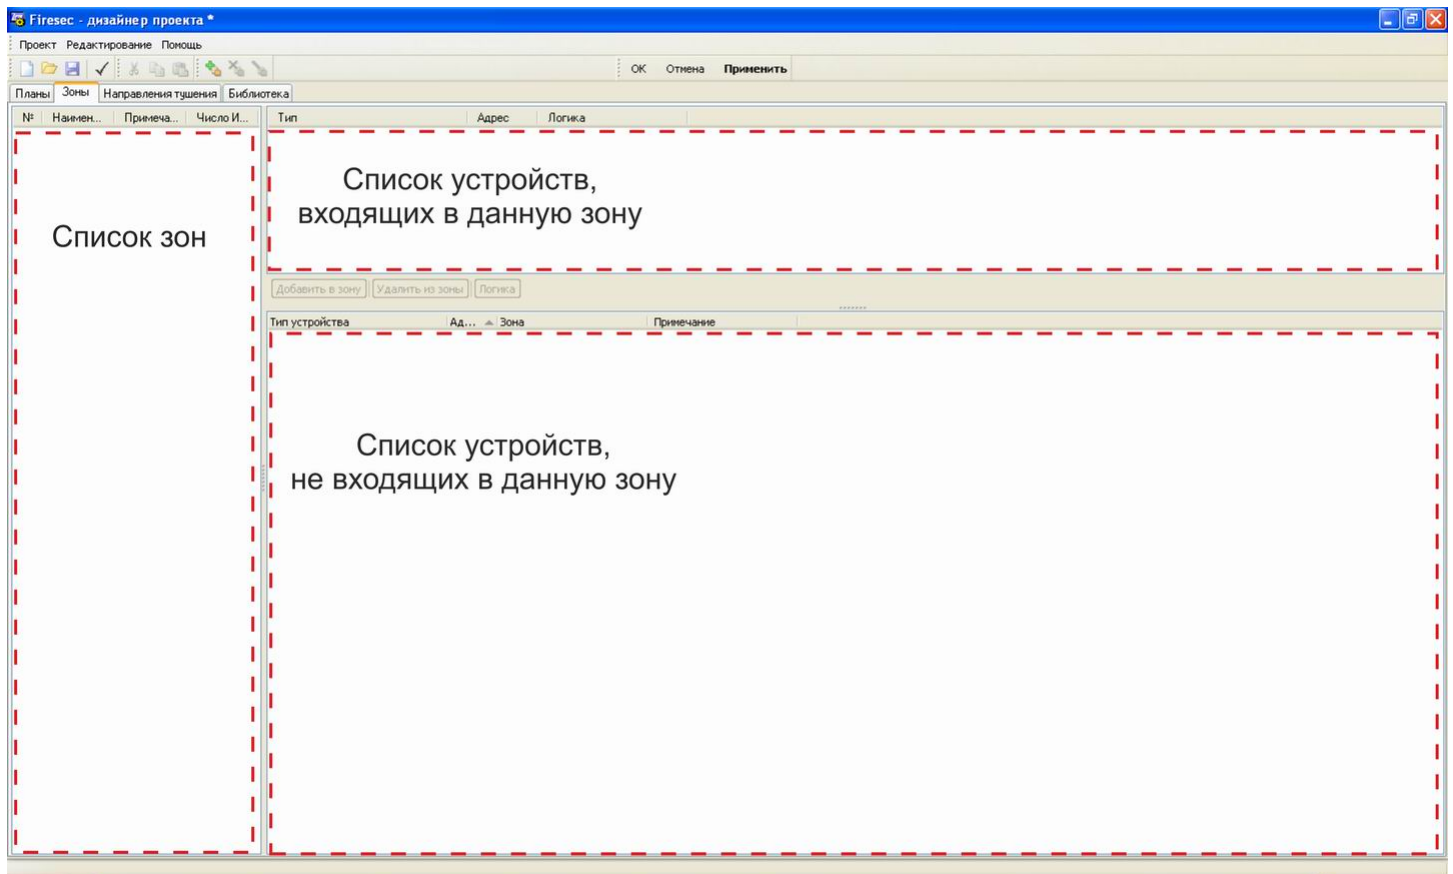 Firesec - дизайнер проекта *
Проект Редактирование Помощь
ОК Отмена Применить
Планы Зоны Направления тушения Библиотека
№ Наимен... Примеча... Число И... Тип Адрес Логика
Список устройств,
входящих в данную зону
Список зон
Добавить в зону Удалить из зоны Логика
Тип устройства Ад... Зона Примечание
Список устройств,
не входящих в данную зону